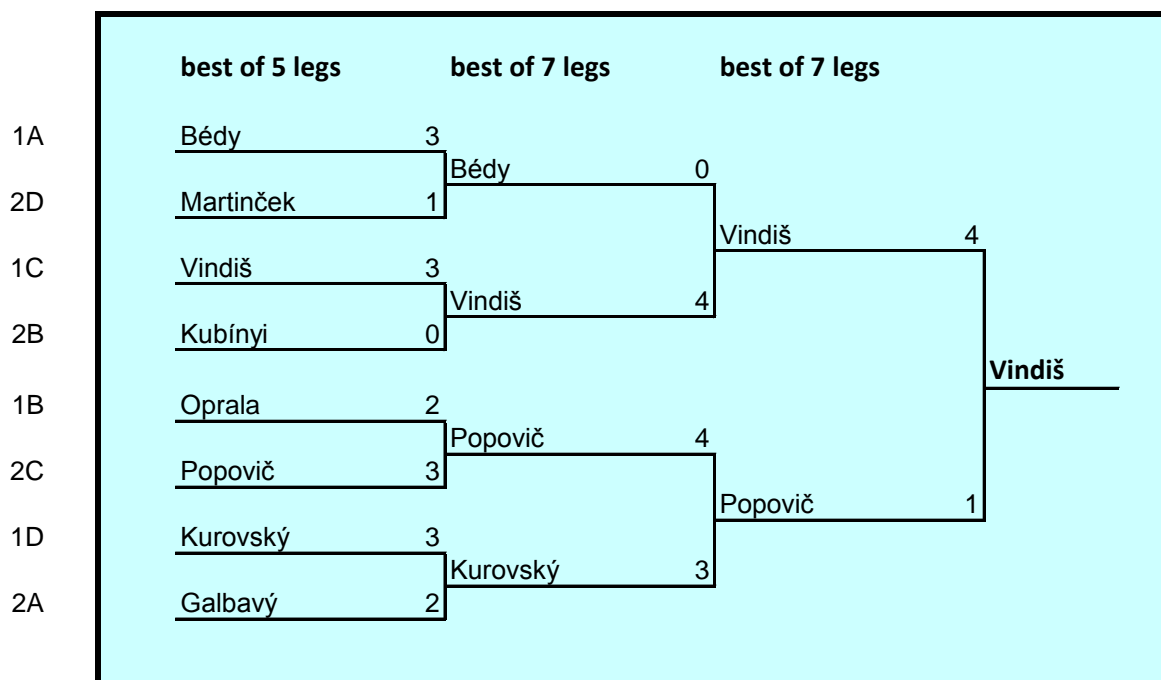 best of 5 legs best of 7 legs best of 7 legs
1A Bédy 3
Bédy 0
2D Martinček 1
Vindiš 4
1C Vindiš 3
Vindiš 4
2B Kubínyi 0
Vindiš
1B Oprala 2
Popovič 4
2C Popovič 3
Popovič 1
1D Kurovský 3
Kurovský 3
2A Galbavý 2